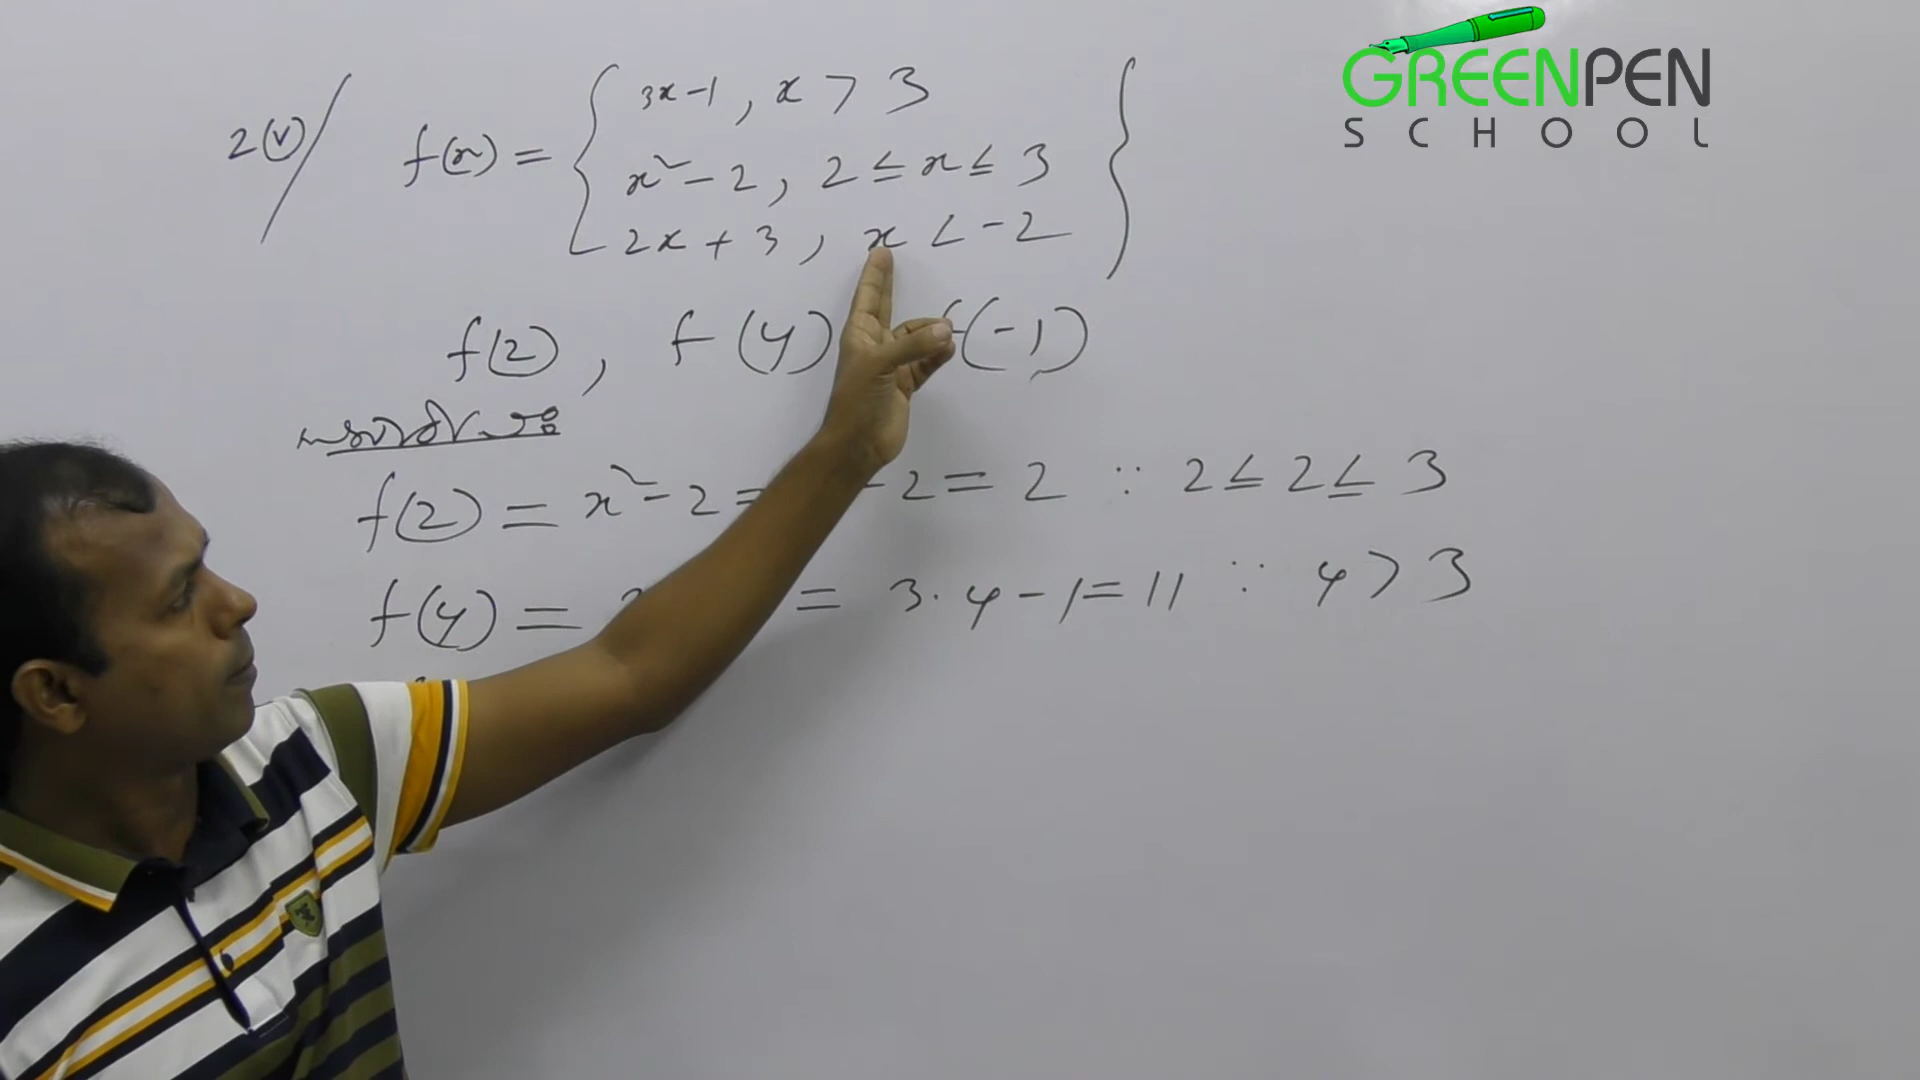 GREENPEN
SCHOOL
2(v)/ f(x) = { 3x-1, x > 3
x²-2, 2 ≤ x ≤ 3
2x+3, x < -2 }
f(2), f(4) f(-1)
সমাধানঃ
f(2) = x²-2 = -2 = 2 ∵ 2 ≤ 2 ≤ 3
f(4) = = 3.4-1 = 11 ∵ 4 > 3